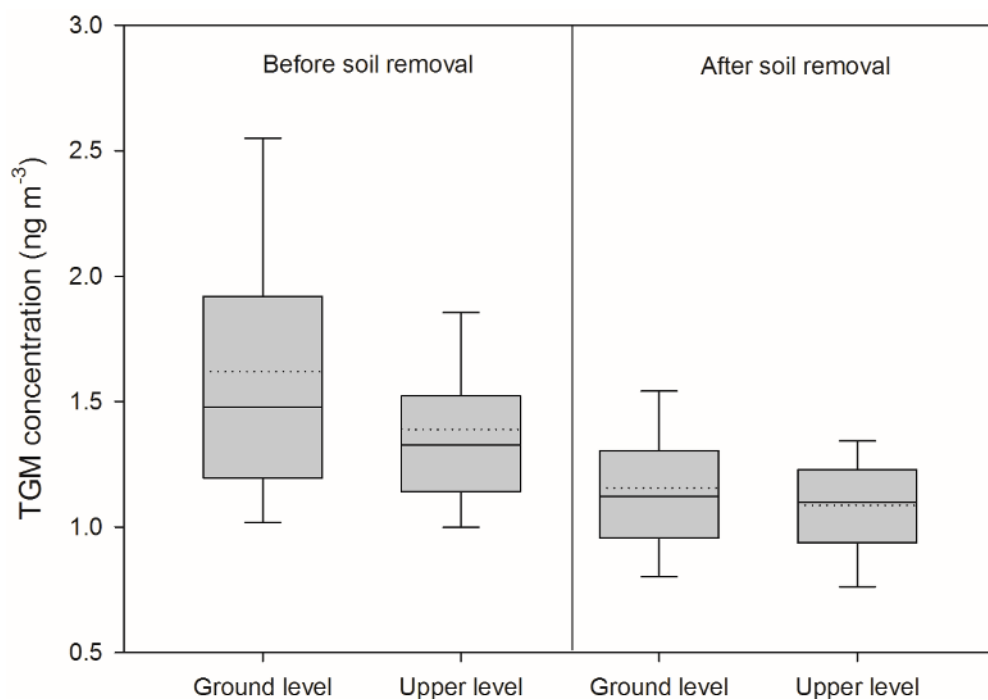 Before soil removal
After soil removal
TGM concentration (ng m⁻³)
3.0
2.5
2.0
1.5
1.0
0.5
Ground level
Upper level
Ground level
Upper level